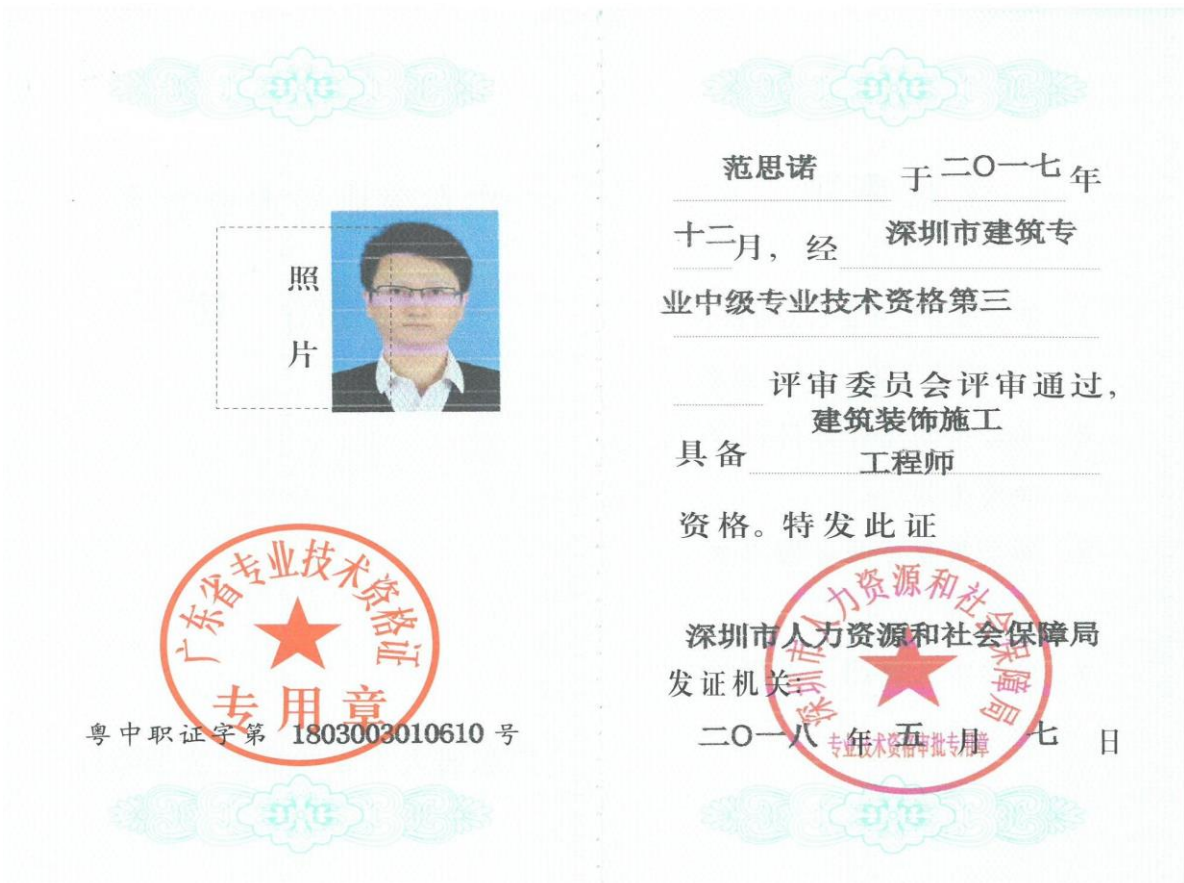 照
片
广东省专业技术资格证
专用章
粤中职证字第 1803003010610 号
范思诺 于 二〇一七 年
十二月，经 深圳市建筑专
业中级专业技术资格第三
评审委员会评审通过，
建筑装饰施工
具备 工程师
资格。特发此证
深圳市人力资源和社会保障局
深圳市人力资源和社会保障局
发证机关：
二〇一八 年 五 月 七 日
专业技术资格审批专用章